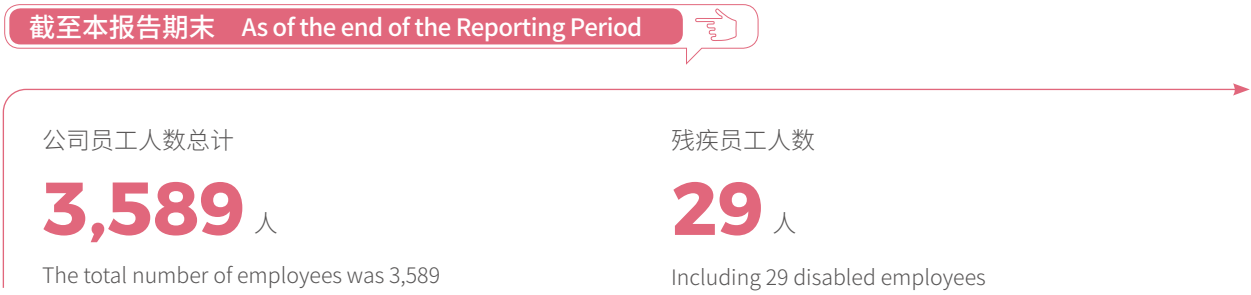 截至本报告期末 As of the end of the Reporting Period
公司员工人数总计
3,589 人
The total number of employees was 3,589
残疾员工人数
29 人
Including 29 disabled employees